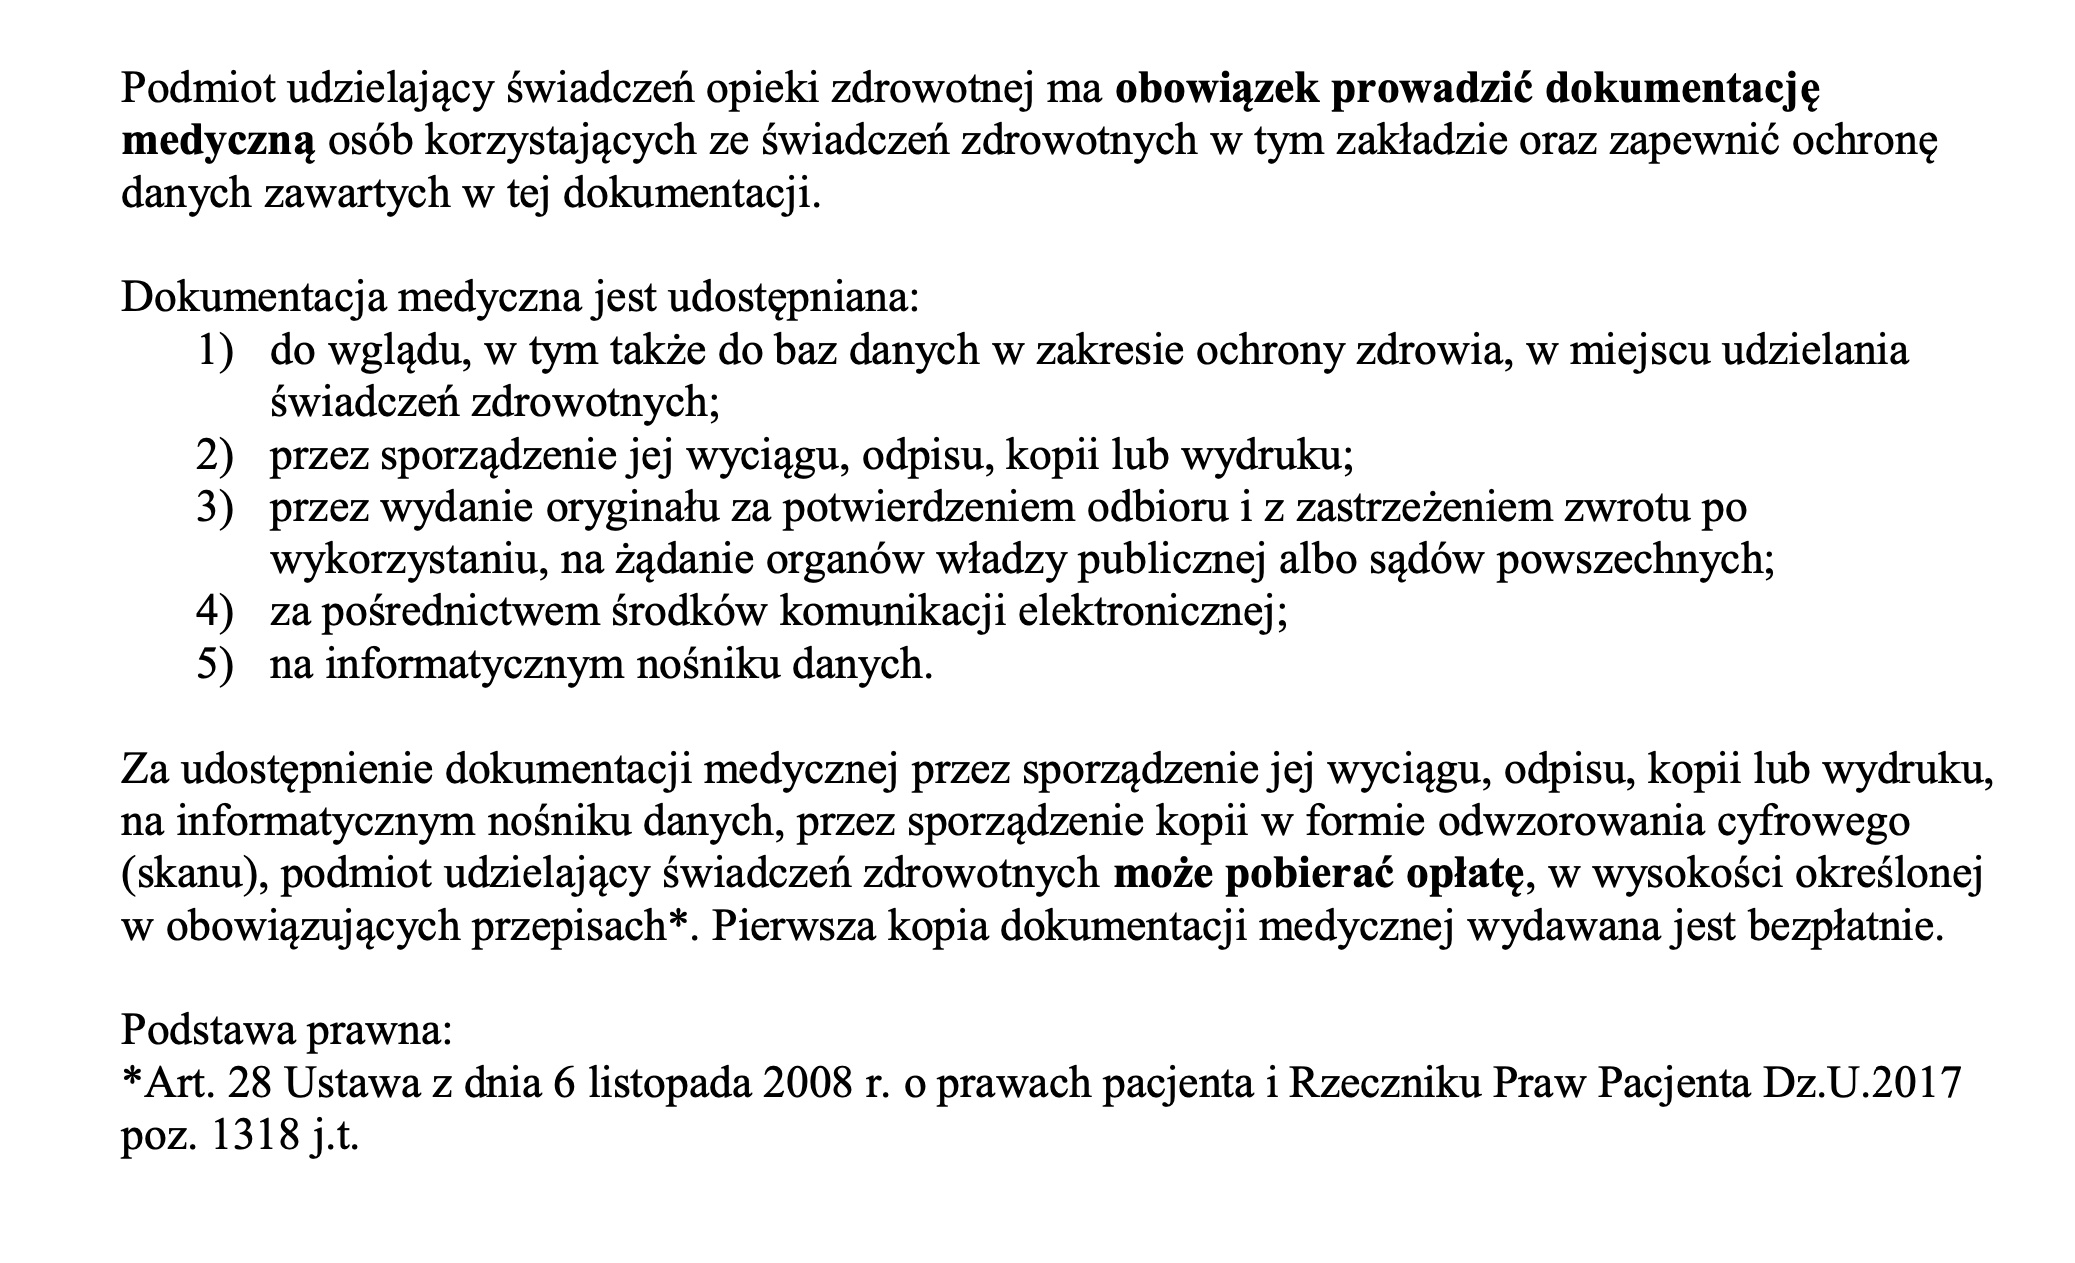 Podmiot udzielający świadczeń opieki zdrowotnej ma obowiązek prowadzić dokumentację
medyczną osób korzystających ze świadczeń zdrowotnych w tym zakładzie oraz zapewnić ochronę
danych zawartych w tej dokumentacji.
Dokumentacja medyczna jest udostępniana:
1) do wglądu, w tym także do baz danych w zakresie ochrony zdrowia, w miejscu udzielania
świadczeń zdrowotnych;
2) przez sporządzenie jej wyciągu, odpisu, kopii lub wydruku;
3) przez wydanie oryginału za potwierdzeniem odbioru i z zastrzeżeniem zwrotu po
wykorzystaniu, na żądanie organów władzy publicznej albo sądów powszechnych;
4) za pośrednictwem środków komunikacji elektronicznej;
5) na informatycznym nośniku danych.
Za udostępnienie dokumentacji medycznej przez sporządzenie jej wyciągu, odpisu, kopii lub wydruku,
na informatycznym nośniku danych, przez sporządzenie kopii w formie odwzorowania cyfrowego
(skanu), podmiot udzielający świadczeń zdrowotnych może pobierać opłatę, w wysokości określonej
w obowiązujących przepisach*. Pierwsza kopia dokumentacji medycznej wydawana jest bezpłatnie.
Podstawa prawna:
*Art. 28 Ustawa z dnia 6 listopada 2008 r. o prawach pacjenta i Rzeczniku Praw Pacjenta Dz.U.2017
poz. 1318 j.t.